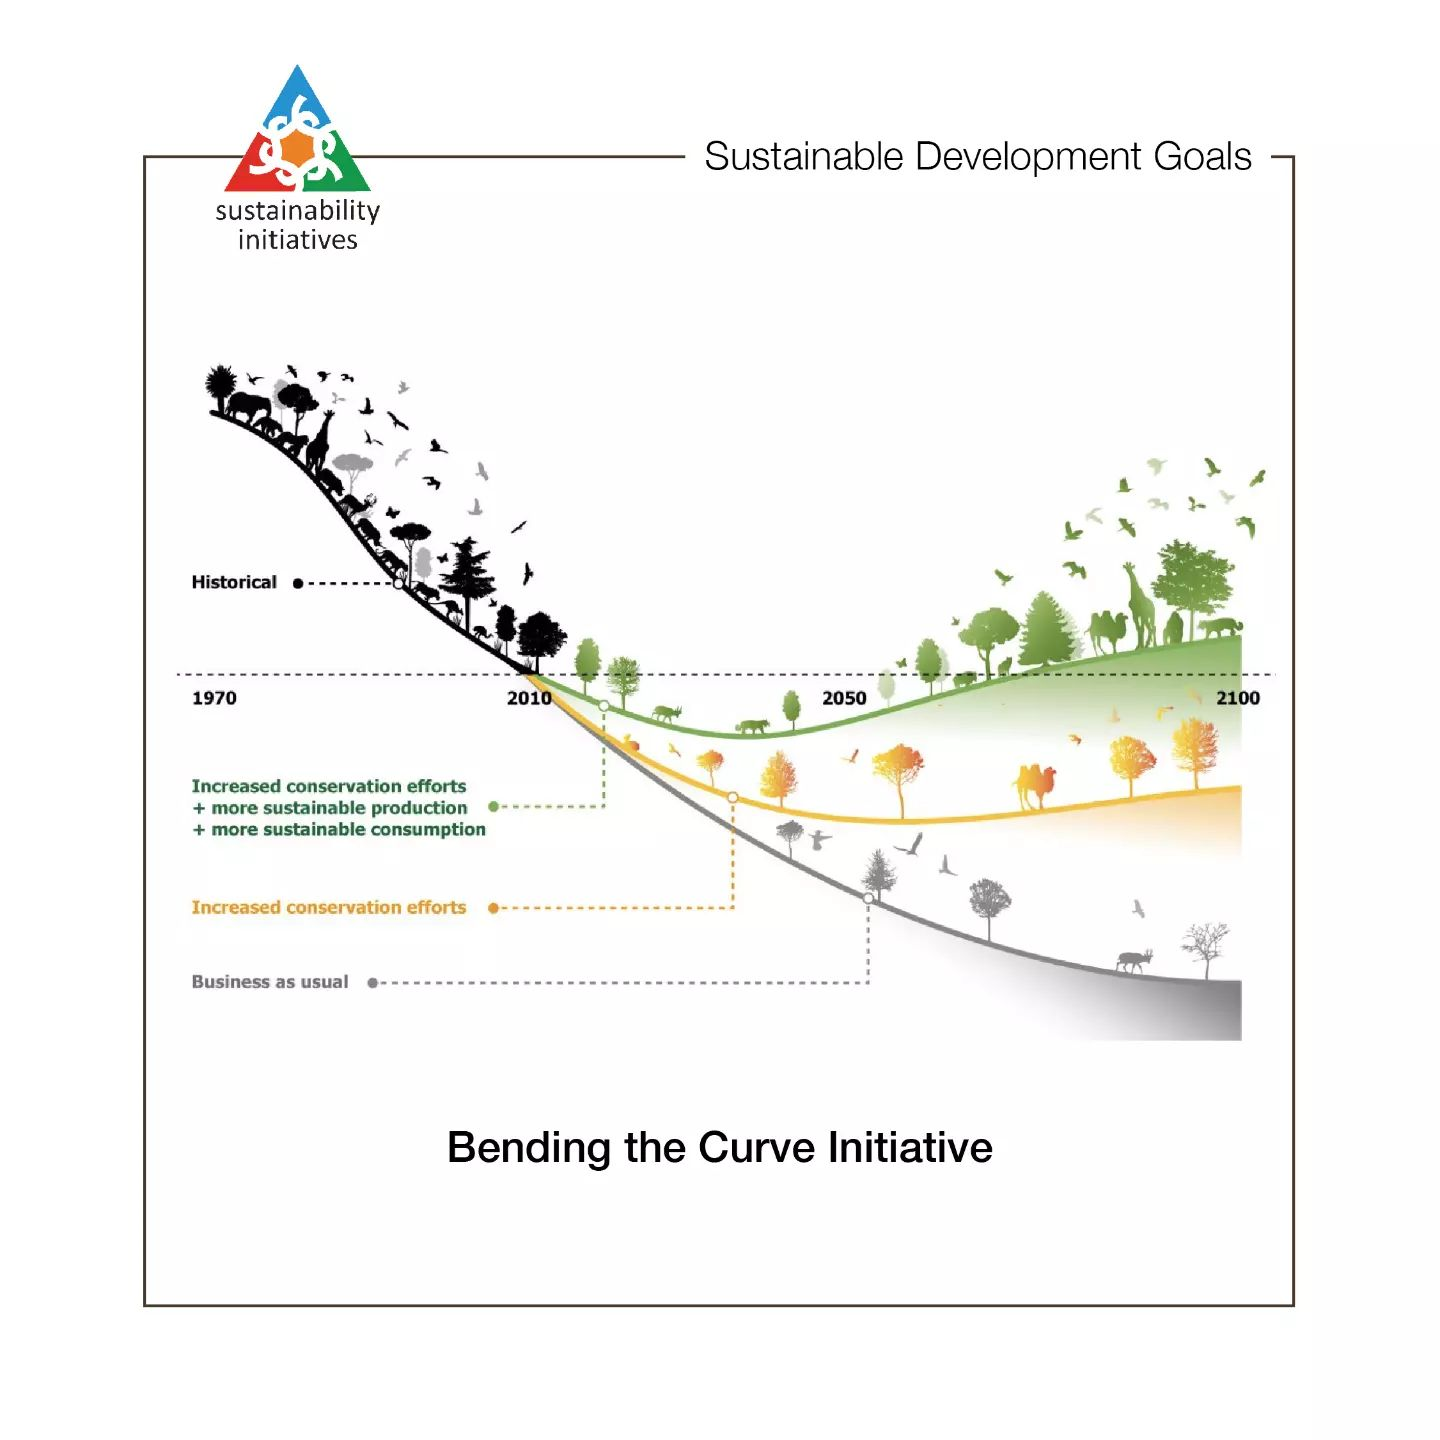 Sustainable Development Goals
sustainability
initiatives
Historical
1970
2010
2050
2100
Increased conservation efforts
+ more sustainable production
+ more sustainable consumption
Increased conservation efforts
Business as usual
Bending the Curve Initiative